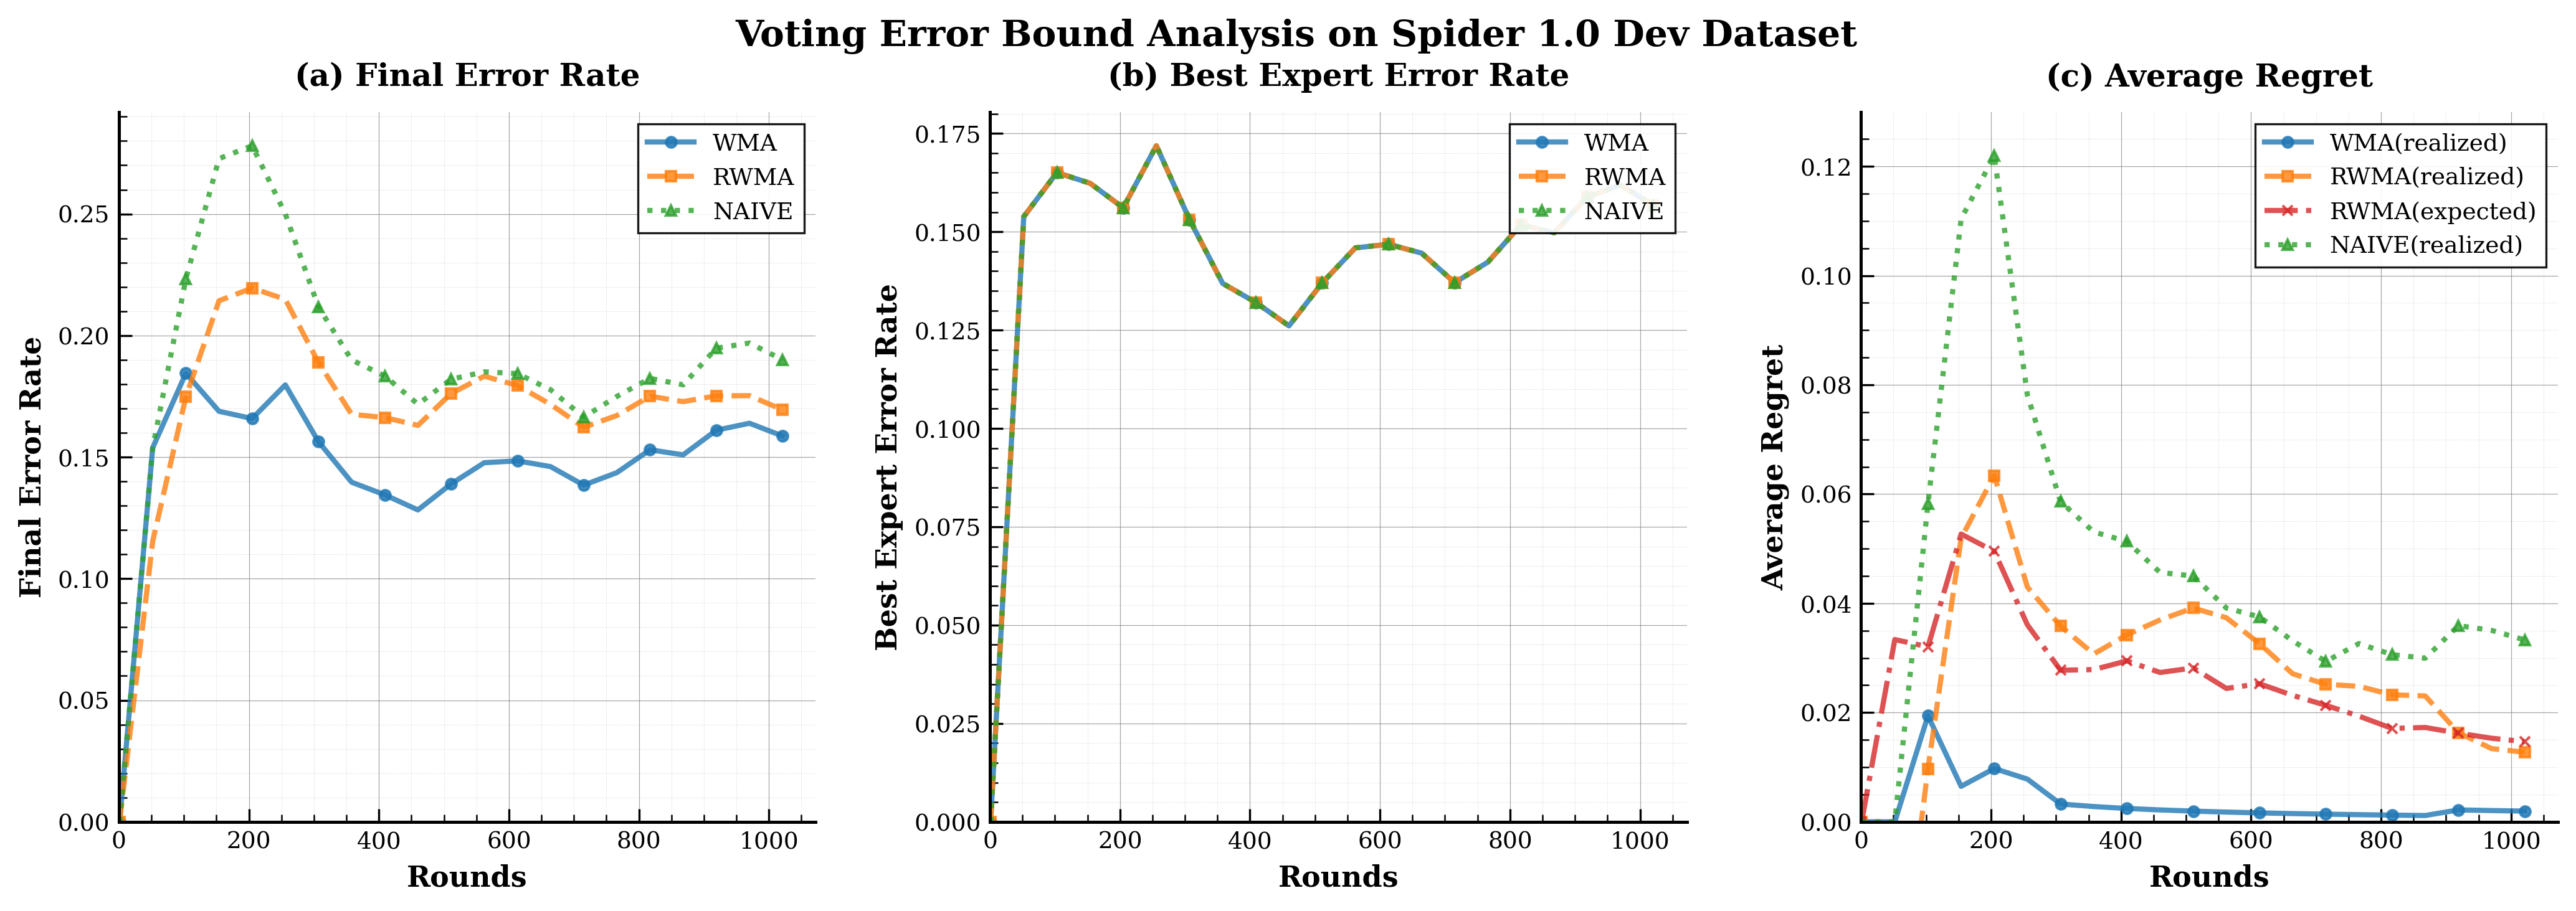 Voting Error Bound Analysis on Spider 1.0 Dev Dataset
(a) Final Error Rate
Final Error Rate
0.25
0.20
0.15
0.10
0.05
0.00
0 200 400 600 800 1000
Rounds
WMA
RWMA
NAIVE
(b) Best Expert Error Rate
Best Expert Error Rate
0.175
0.150
0.125
0.100
0.075
0.050
0.025
0.000
0 200 400 600 800 1000
Rounds
WMA
RWMA
NAIVE
(c) Average Regret
Average Regret
0.12
0.10
0.08
0.06
0.04
0.02
0.00
0 200 400 600 800 1000
Rounds
WMA(realized)
RWMA(realized)
RWMA(expected)
NAIVE(realized)